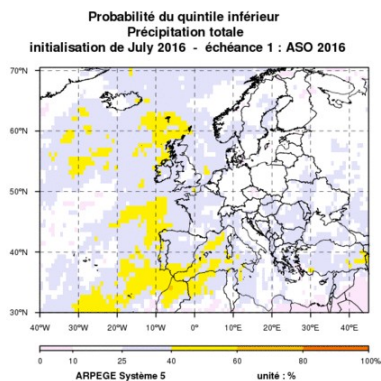 Probabilité du quintile inférieur
Précipitation totale
initialisation de July 2016 - échéance 1 : ASO 2016
70°N
60°N
50°N
40°N
30°N
40°W 30°W 20°W 10°W 0° 10°E 20°E 30°E 40°E
0 10 25 40 60 80 100%
ARPEGE Système 5 unité : %